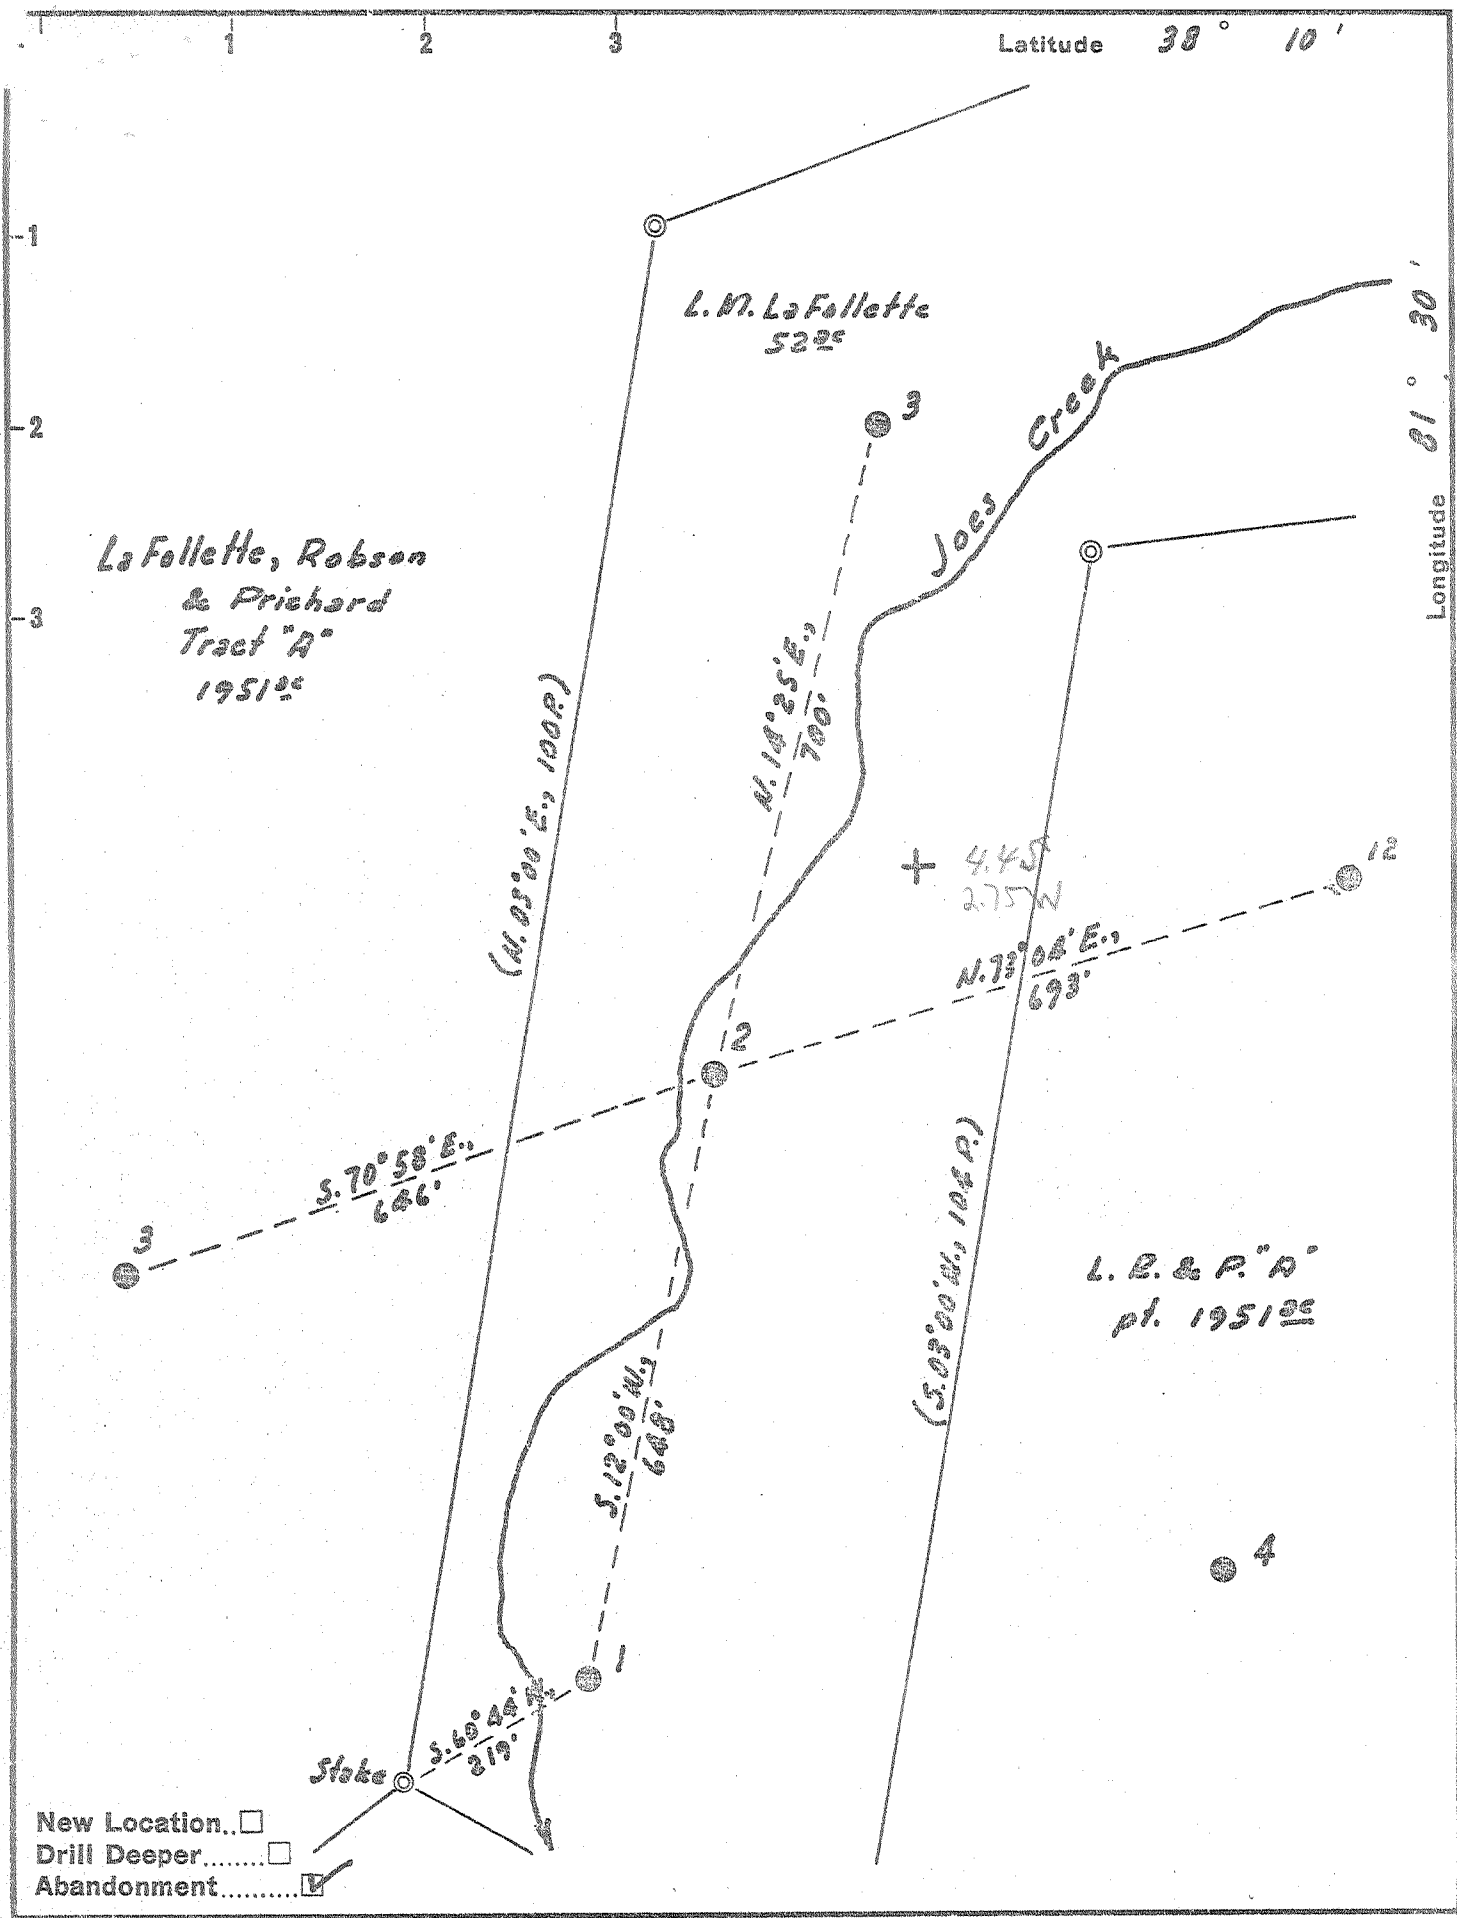 1 2 3 Latitude 38° 10'
1
2
3
Longitude 81° 30'
L. M. LaFollette
52 ac
3
Joes Creek
LaFollette, Robson
& Prichard
Tract "A"
1951 ac
(N. 03°00' E., 100 P.)
N. 14° 25' E.,
700'
+ 4.4 S
2.75 W
12
N. 73° 04' E.,
693'
2
S. 70° 58' E.,
646'
3
(S. 03°00' W., 104 P.)
L. R. & P. "A"
pt. 1951 ac
S. 12° 00' W.,
648'
4
1
S. 60° 44' W.,
219'
Stake
New Location..
Drill Deeper........
Abandonment..........